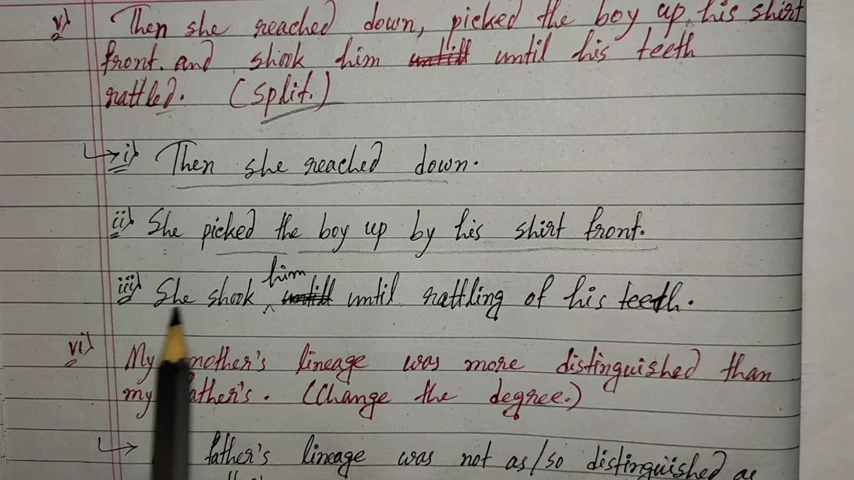 v) Then she reached down, picked the boy up, his shirt
front. and shook him until his teeth
rattled. (Split.)
i) Then she reached down.
ii) She picked the boy up by his shirt front.
iii) She shook him until rattling of his teeth.
vi) My mother's lineage was more distinguished than
my father's. (Change the degree.)
father's lineage was not as/so distinguished as